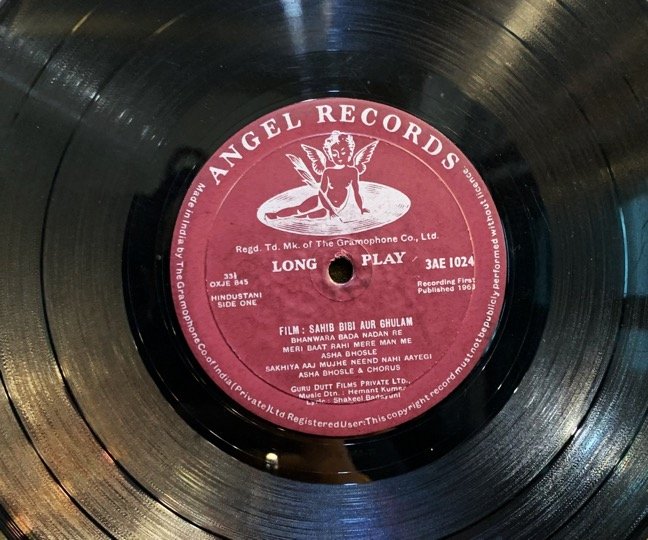 ANGEL RECORDS
Regd. Td. Mk. of The Gramophone Co., Ltd.
LONG PLAY
3AE 1024
33⅓
OXJE 845
HINDUSTANI
SIDE ONE
Recording First
Published
FILM : SAHIB BIBI AUR GHULAM
BHANWARA BADA NADAN RE
MERI BAAT RAHI MERE MAN ME
ASHA BHOSLE
SAKHIYA AAJ MUJHE NEEND NAHI AAYEGI
ASHA BHOSLE & CHORUS
GURU DUTT FILMS PRIVATE LTD.,
Music Dtn. : Hemant Kumar
Lyric : Shakeel Badayuni
Made in India by The Gramophone Co. of India (Private) Ltd Registered User: This copyright record must not be publicly performed without licence